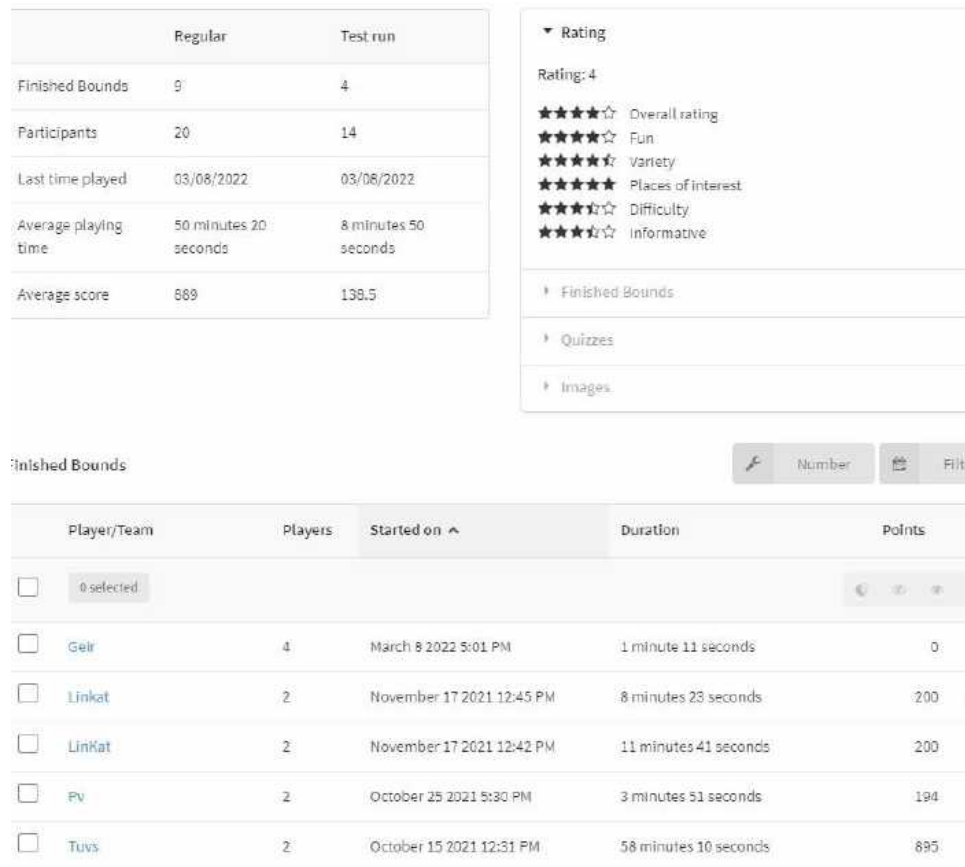 Regular Test run
Finished Bounds 9 4
Participants 20 14
Last time played 03/08/2022 03/08/2022
Average playing time 50 minutes 20 seconds 8 minutes 50 seconds
Average score 889 138.5
Rating
Rating: 4
Overall rating
Fun
Variety
Places of interest
Difficulty
Informative
Finished Bounds
Quizzes
Images
Finished Bounds
Number
Player/Team Players Started on Duration Points
0 selected
Geir 4 March 8 2022 5:01 PM 1 minute 11 seconds 0
Linkat 2 November 17 2021 12:45 PM 8 minutes 23 seconds 200
LinKat 2 November 17 2021 12:42 PM 11 minutes 41 seconds 200
Pv 2 October 25 2021 5:30 PM 3 minutes 51 seconds 194
Tuvs 2 October 15 2021 12:31 PM 58 minutes 10 seconds 895